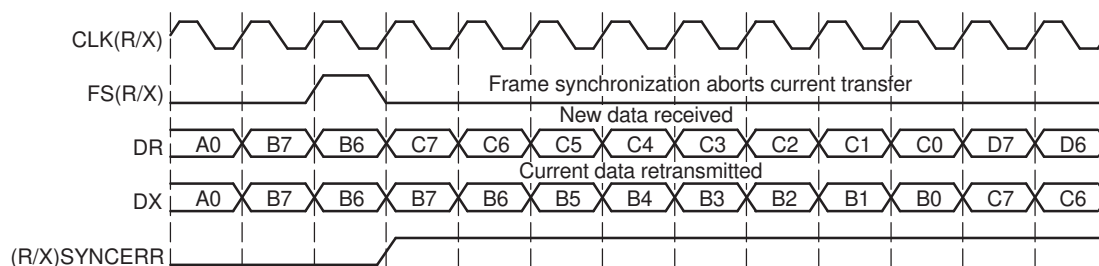 CLK(R/X)
FS(R/X) Frame synchronization aborts current transfer
New data received
DR A0 B7 B6 C7 C6 C5 C4 C3 C2 C1 C0 D7 D6
Current data retransmitted
DX A0 B7 B6 B7 B6 B5 B4 B3 B2 B1 B0 C7 C6
(R/X)SYNCERR